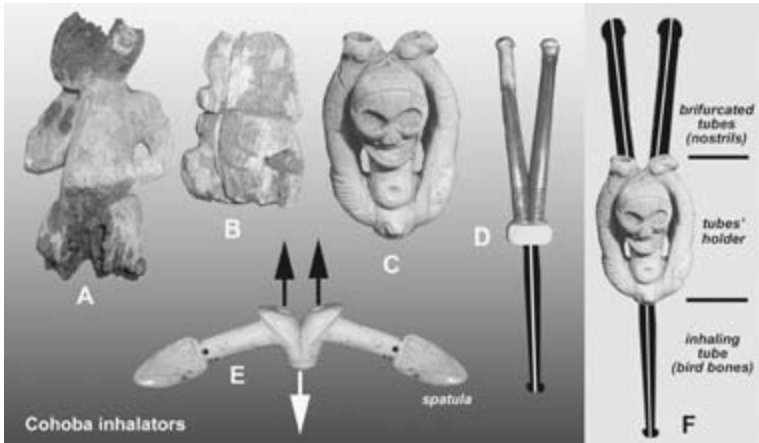 A
B
C
D
E
spatula
Cohoba inhalators
brifurcated
tubes
(nostrils)
tubes'
holder
inhaling
tube
(bird bones)
F